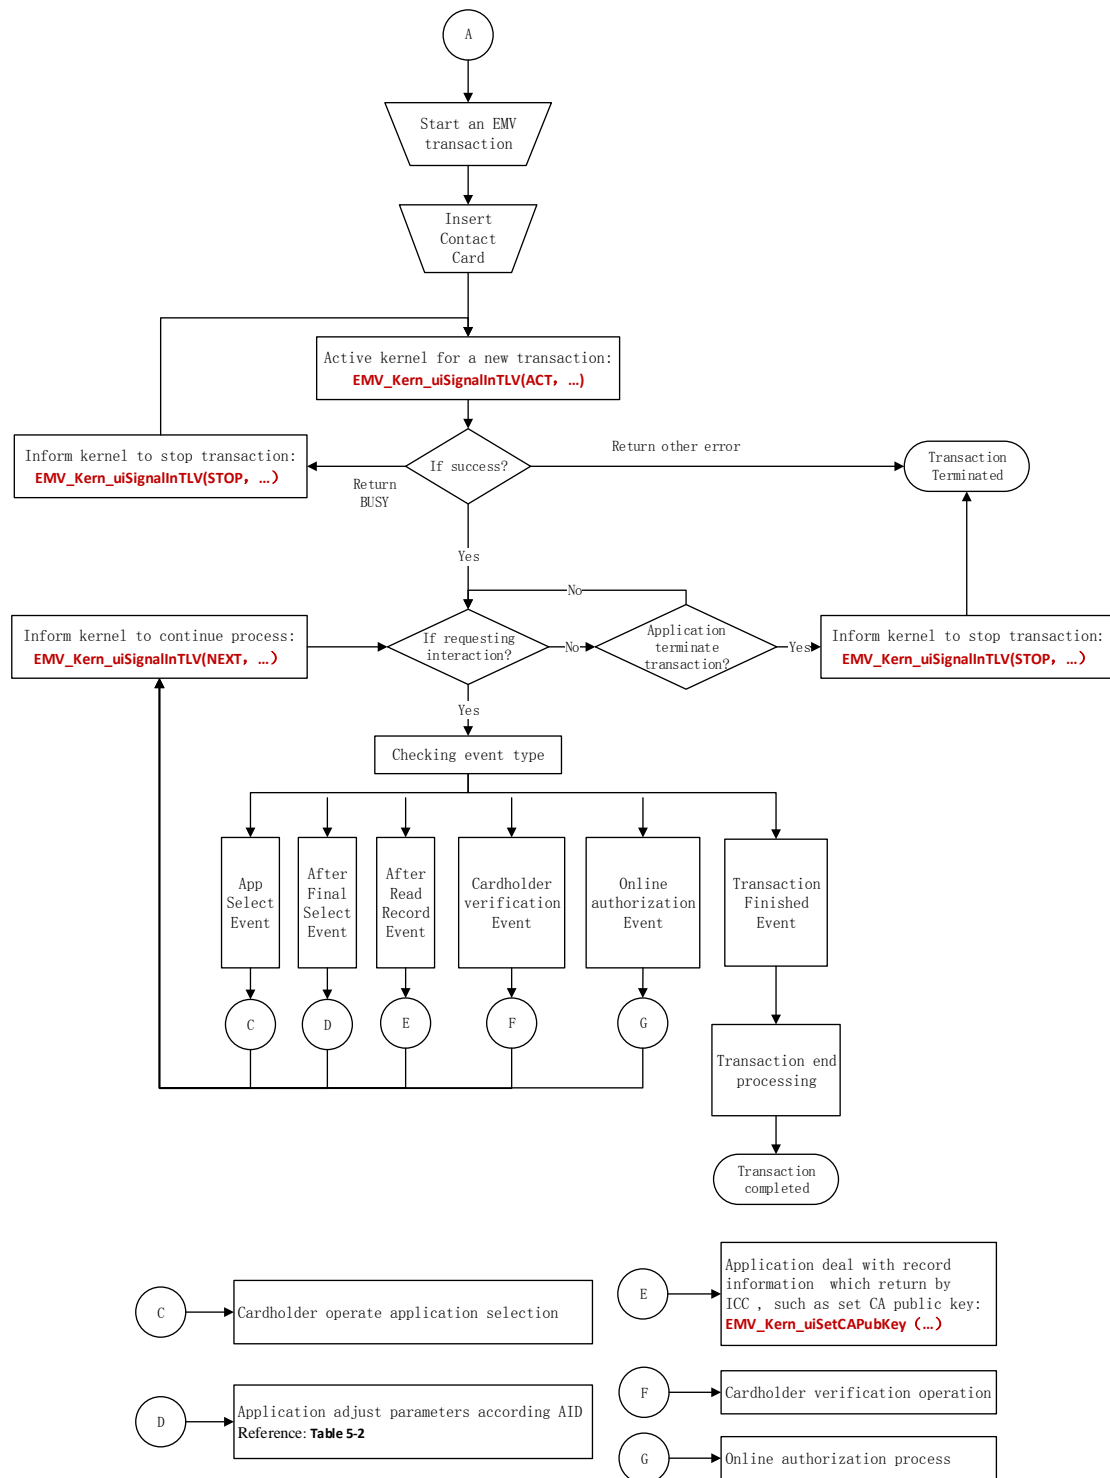 A
Start an EMV
transaction
Insert
Contact
Card
Active kernel for a new transaction:
EMV_Kern_uiSignalInTLV(ACT, …)
Inform kernel to stop transaction:
EMV_Kern_uiSignalInTLV(STOP, …)
Return
BUSY
If success?
Return other error
Transaction
Terminated
Yes
No
Inform kernel to continue process:
EMV_Kern_uiSignalInTLV(NEXT, …)
If requesting
interaction?
No
Application
terminate
transaction?
Yes
Inform kernel to stop transaction:
EMV_Kern_uiSignalInTLV(STOP, …)
Yes
Checking event type
App
Select
Event
After
Final
Select
Event
After
Read
Record
Event
Cardholder
verification
Event
Online
authorization
Event
Transaction
Finished
Event
C
D
E
F
G
Transaction end
processing
Transaction
completed
C
Cardholder operate application selection
E
Application deal with record
information which return by
ICC , such as set CA public key:
EMV_Kern_uiSetCAPubKey (…)
D
Application adjust parameters according AID
Reference: Table 5-2
F
Cardholder verification operation
G
Online authorization process